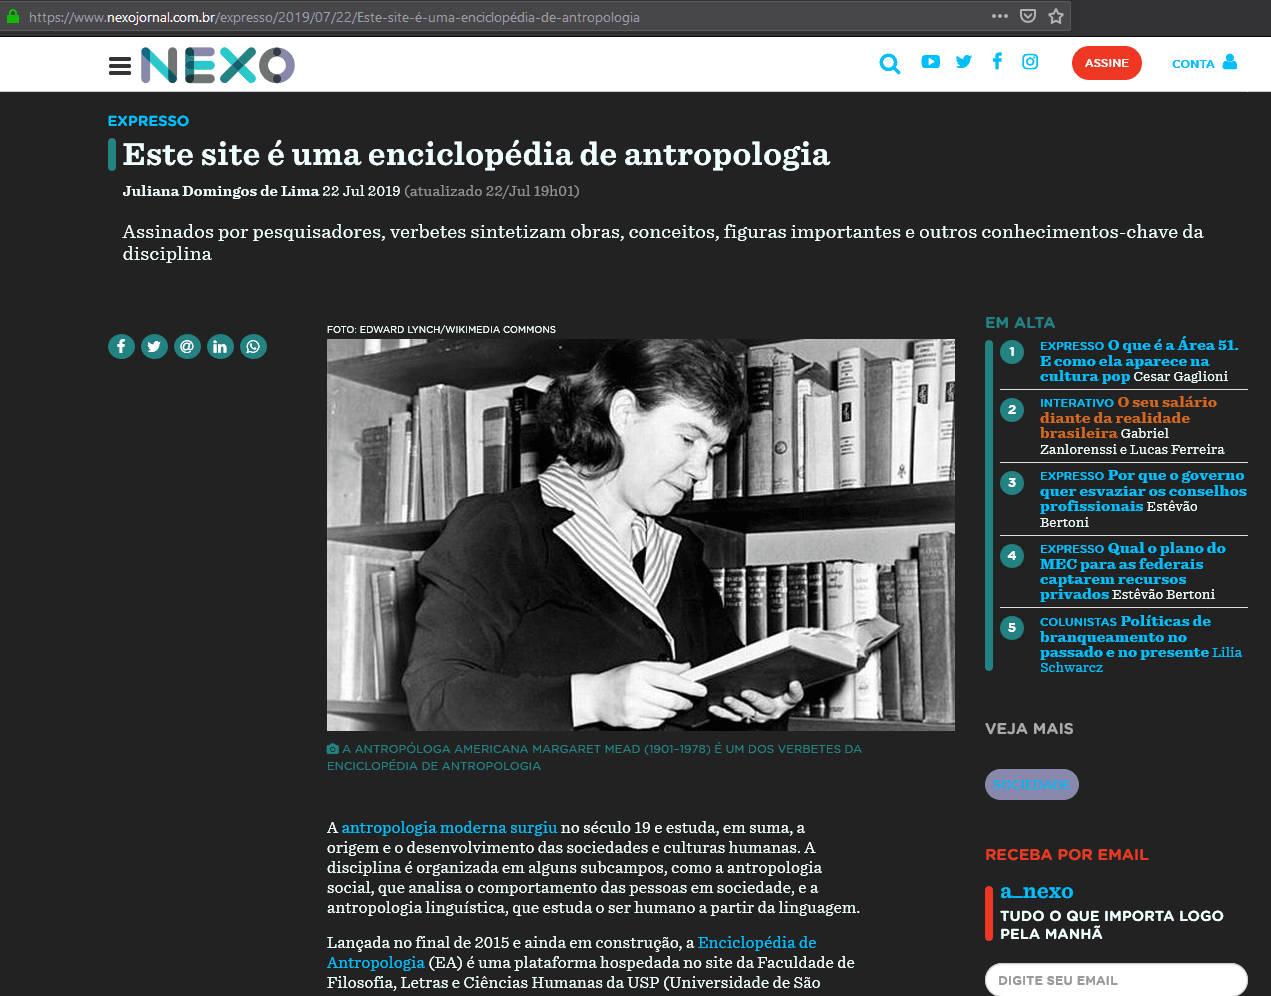 https://www.nexojornal.com.br/expresso/2019/07/22/Este-site-é-uma-enciclopédia-de-antropologia
NEXO
ASSINE
CONTA
EXPRESSO
Este site é uma enciclopédia de antropologia
Juliana Domingos de Lima 22 Jul 2019 (atualizado 22/Jul 19h01)
Assinados por pesquisadores, verbetes sintetizam obras, conceitos, figuras importantes e outros conhecimentos-chave da
disciplina
FOTO: EDWARD LYNCH/WIKIMEDIA COMMONS
A ANTROPÓLOGA AMERICANA MARGARET MEAD (1901-1978) É UM DOS VERBETES DA
ENCICLOPÉDIA DE ANTROPOLOGIA
A antropologia moderna surgiu no século 19 e estuda, em suma, a
origem e o desenvolvimento das sociedades e culturas humanas. A
disciplina é organizada em alguns subcampos, como a antropologia
social, que analisa o comportamento das pessoas em sociedade, e a
antropologia linguística, que estuda o ser humano a partir da linguagem.
Lançada no final de 2015 e ainda em construção, a Enciclopédia de
Antropologia (EA) é uma plataforma hospedada no site da Faculdade de
Filosofia, Letras e Ciências Humanas da USP (Universidade de São
EM ALTA
1 EXPRESSO O que é a Área 51.
E como ela aparece na
cultura pop Cesar Gaglioni
2 INTERATIVO O seu salário
diante da realidade
brasileira Gabriel
Zanlorenssi e Lucas Ferreira
3 EXPRESSO Por que o governo
quer esvaziar os conselhos
profissionais Estêvão
Bertoni
4 EXPRESSO Qual o plano do
MEC para as federais
captarem recursos
privados Estêvão Bertoni
5 COLUNISTAS Políticas de
branqueamento no
passado e no presente Lilia
Schwarcz
VEJA MAIS
SOCIEDADE
RECEBA POR EMAIL
a_nexo
TUDO O QUE IMPORTA LOGO
PELA MANHÃ
DIGITE SEU EMAIL